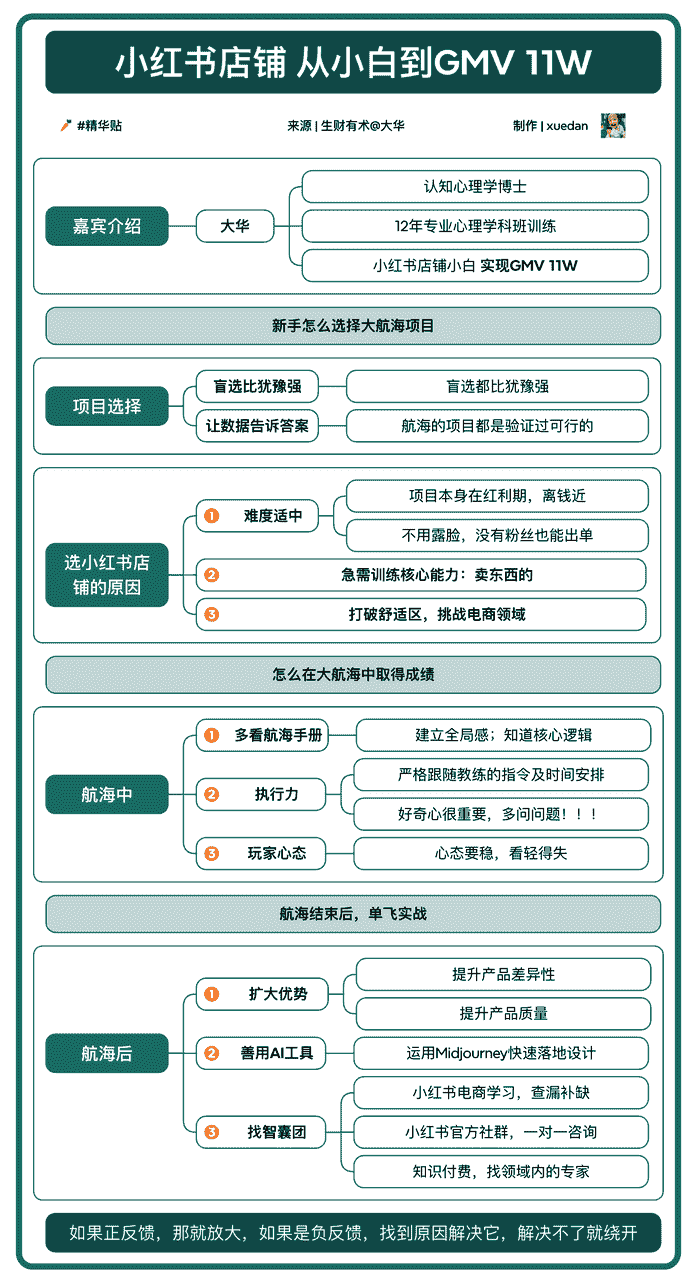 小红书店铺 从小白到GMV 11W
#精华贴
来源 | 生财有术@大华
制作 | xuedan
嘉宾介绍
大华
认知心理学博士
12年专业心理学科班训练
小红书店铺小白 实现GMV 11W
新手怎么选择大航海项目
项目选择
盲选比犹豫强
盲选都比犹豫强
让数据告诉答案
航海的项目都是验证过可行的
选小红书店
铺的原因
1 难度适中
项目本身在红利期，离钱近
不用露脸，没有粉丝也能出单
2 急需训练核心能力：卖东西的
3 打破舒适区，挑战电商领域
怎么在大航海中取得成绩
航海中
1 多看航海手册
建立全局感；知道核心逻辑
2 执行力
严格跟随教练的指令及时间安排
好奇心很重要，多问问题！！！
3 玩家心态
心态要稳，看轻得失
航海结束后，单飞实战
航海后
1 扩大优势
提升产品差异性
提升产品质量
2 善用AI工具
运用Midjourney快速落地设计
3 找智囊团
小红书电商学习，查漏补缺
小红书官方社群，一对一咨询
知识付费，找领域内的专家
如果正反馈，那就放大，如果是负反馈，找到原因解决它，解决不了就绕开